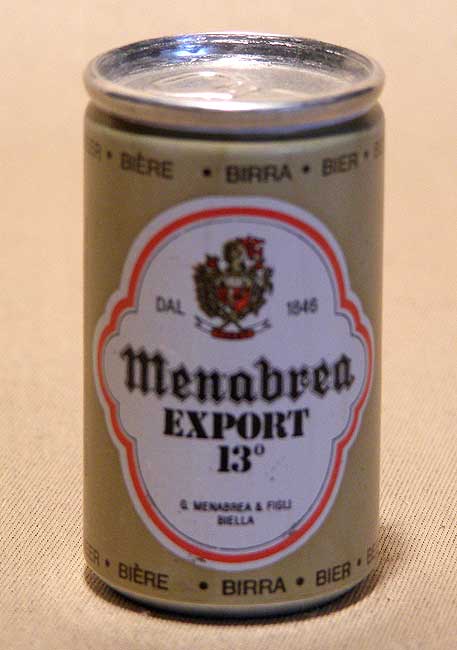 • BIÈRE • BIRRA • BIER •
DAL 1846
Menabrea
EXPORT
13°
G. MENABREA & FIGLI
BIELLA
• BIÈRE • BIRRA • BIER •